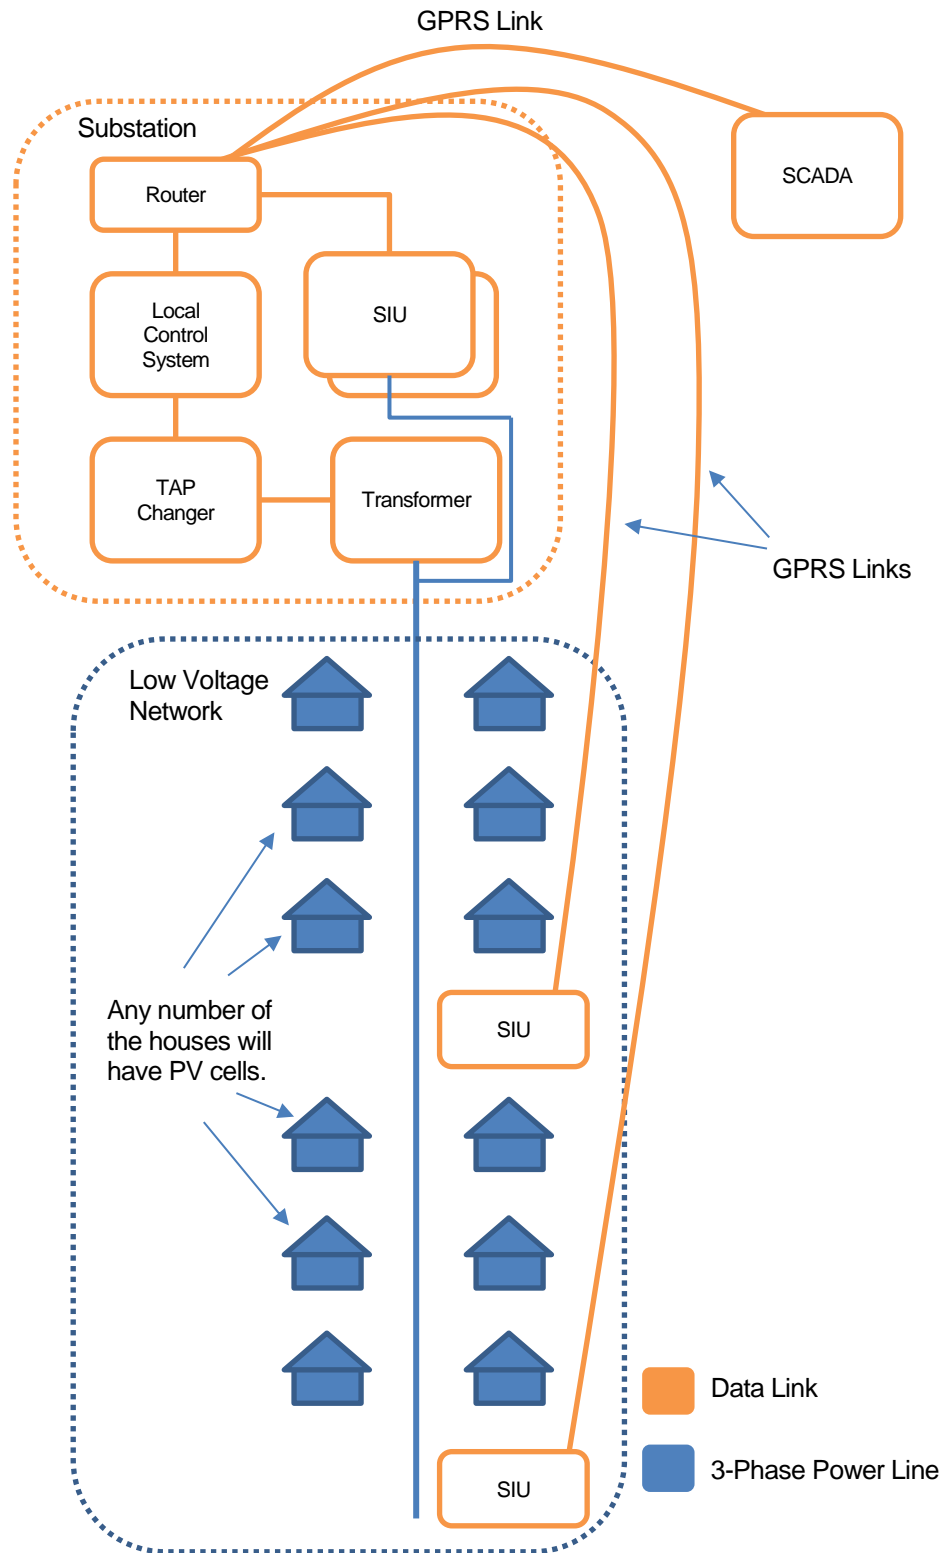 GPRS Link
Substation
Router
SCADA
Local
Control
System
SIU
TAP
Changer
Transformer
GPRS Links
Low Voltage
Network
Any number of
the houses will
have PV cells.
SIU
Data Link
3-Phase Power Line
SIU